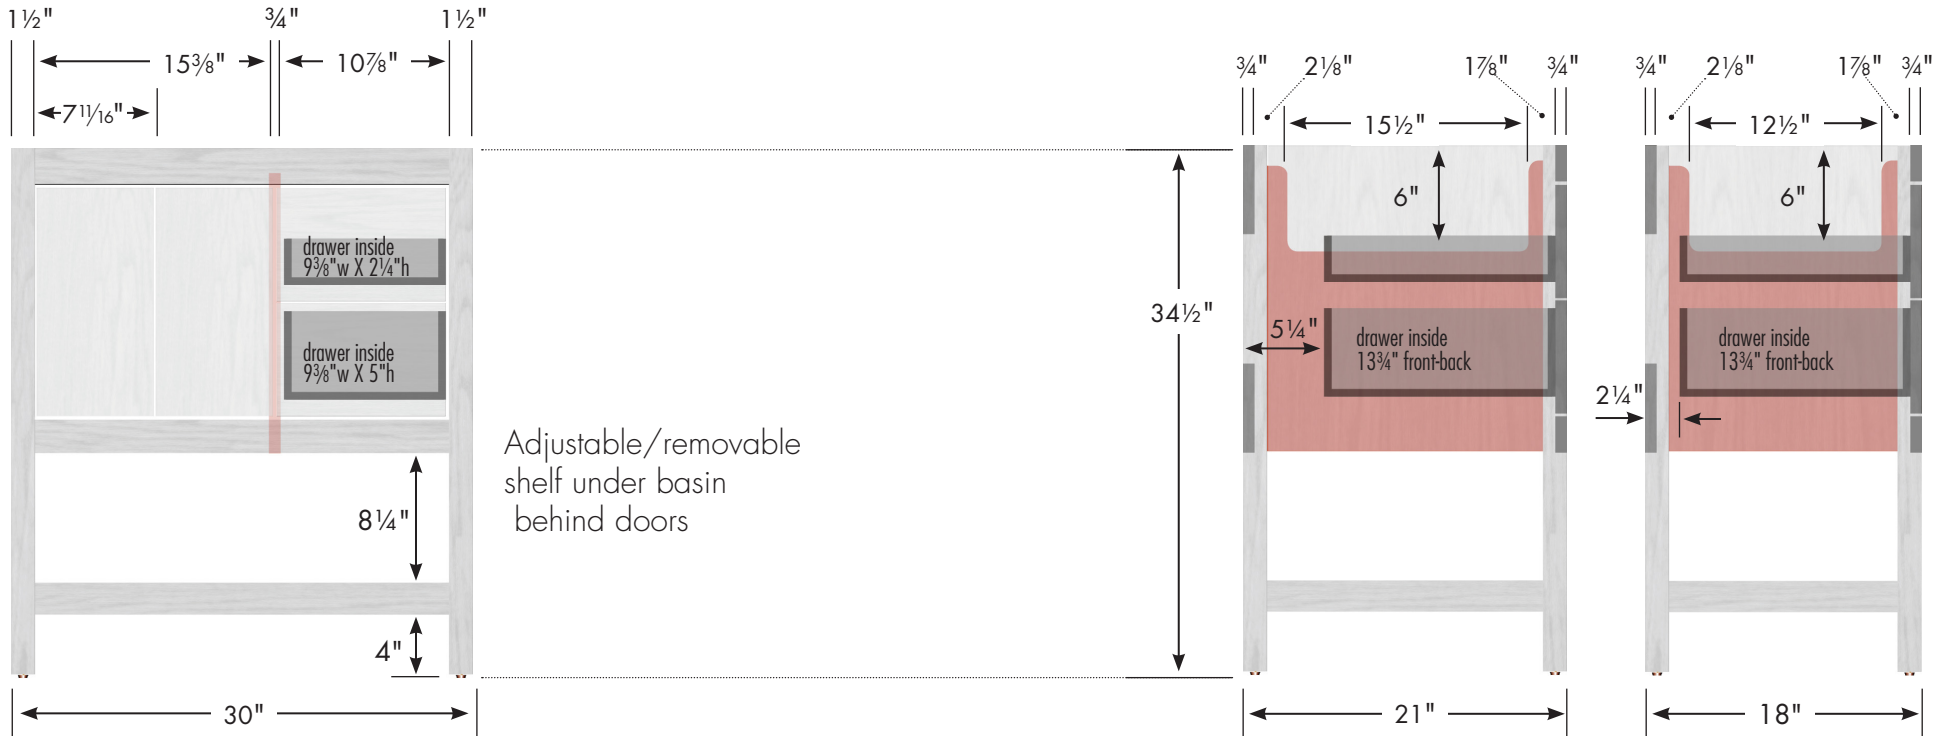 1½"
¾"
1½"
15⅜"
10⅞"
7 11/16"
drawer inside
9⅜"w X 2¼"h
drawer inside
9⅜"w X 5"h
8¼"
4"
30"
Adjustable/removable
shelf under basin
behind doors
34½"
¾"
2⅛"
1⅞"
¾"
15½"
6"
5¼"
drawer inside
13¾" front-back
21"
¾"
2⅛"
1⅞"
¾"
12½"
6"
drawer inside
13¾" front-back
2¼"
18"